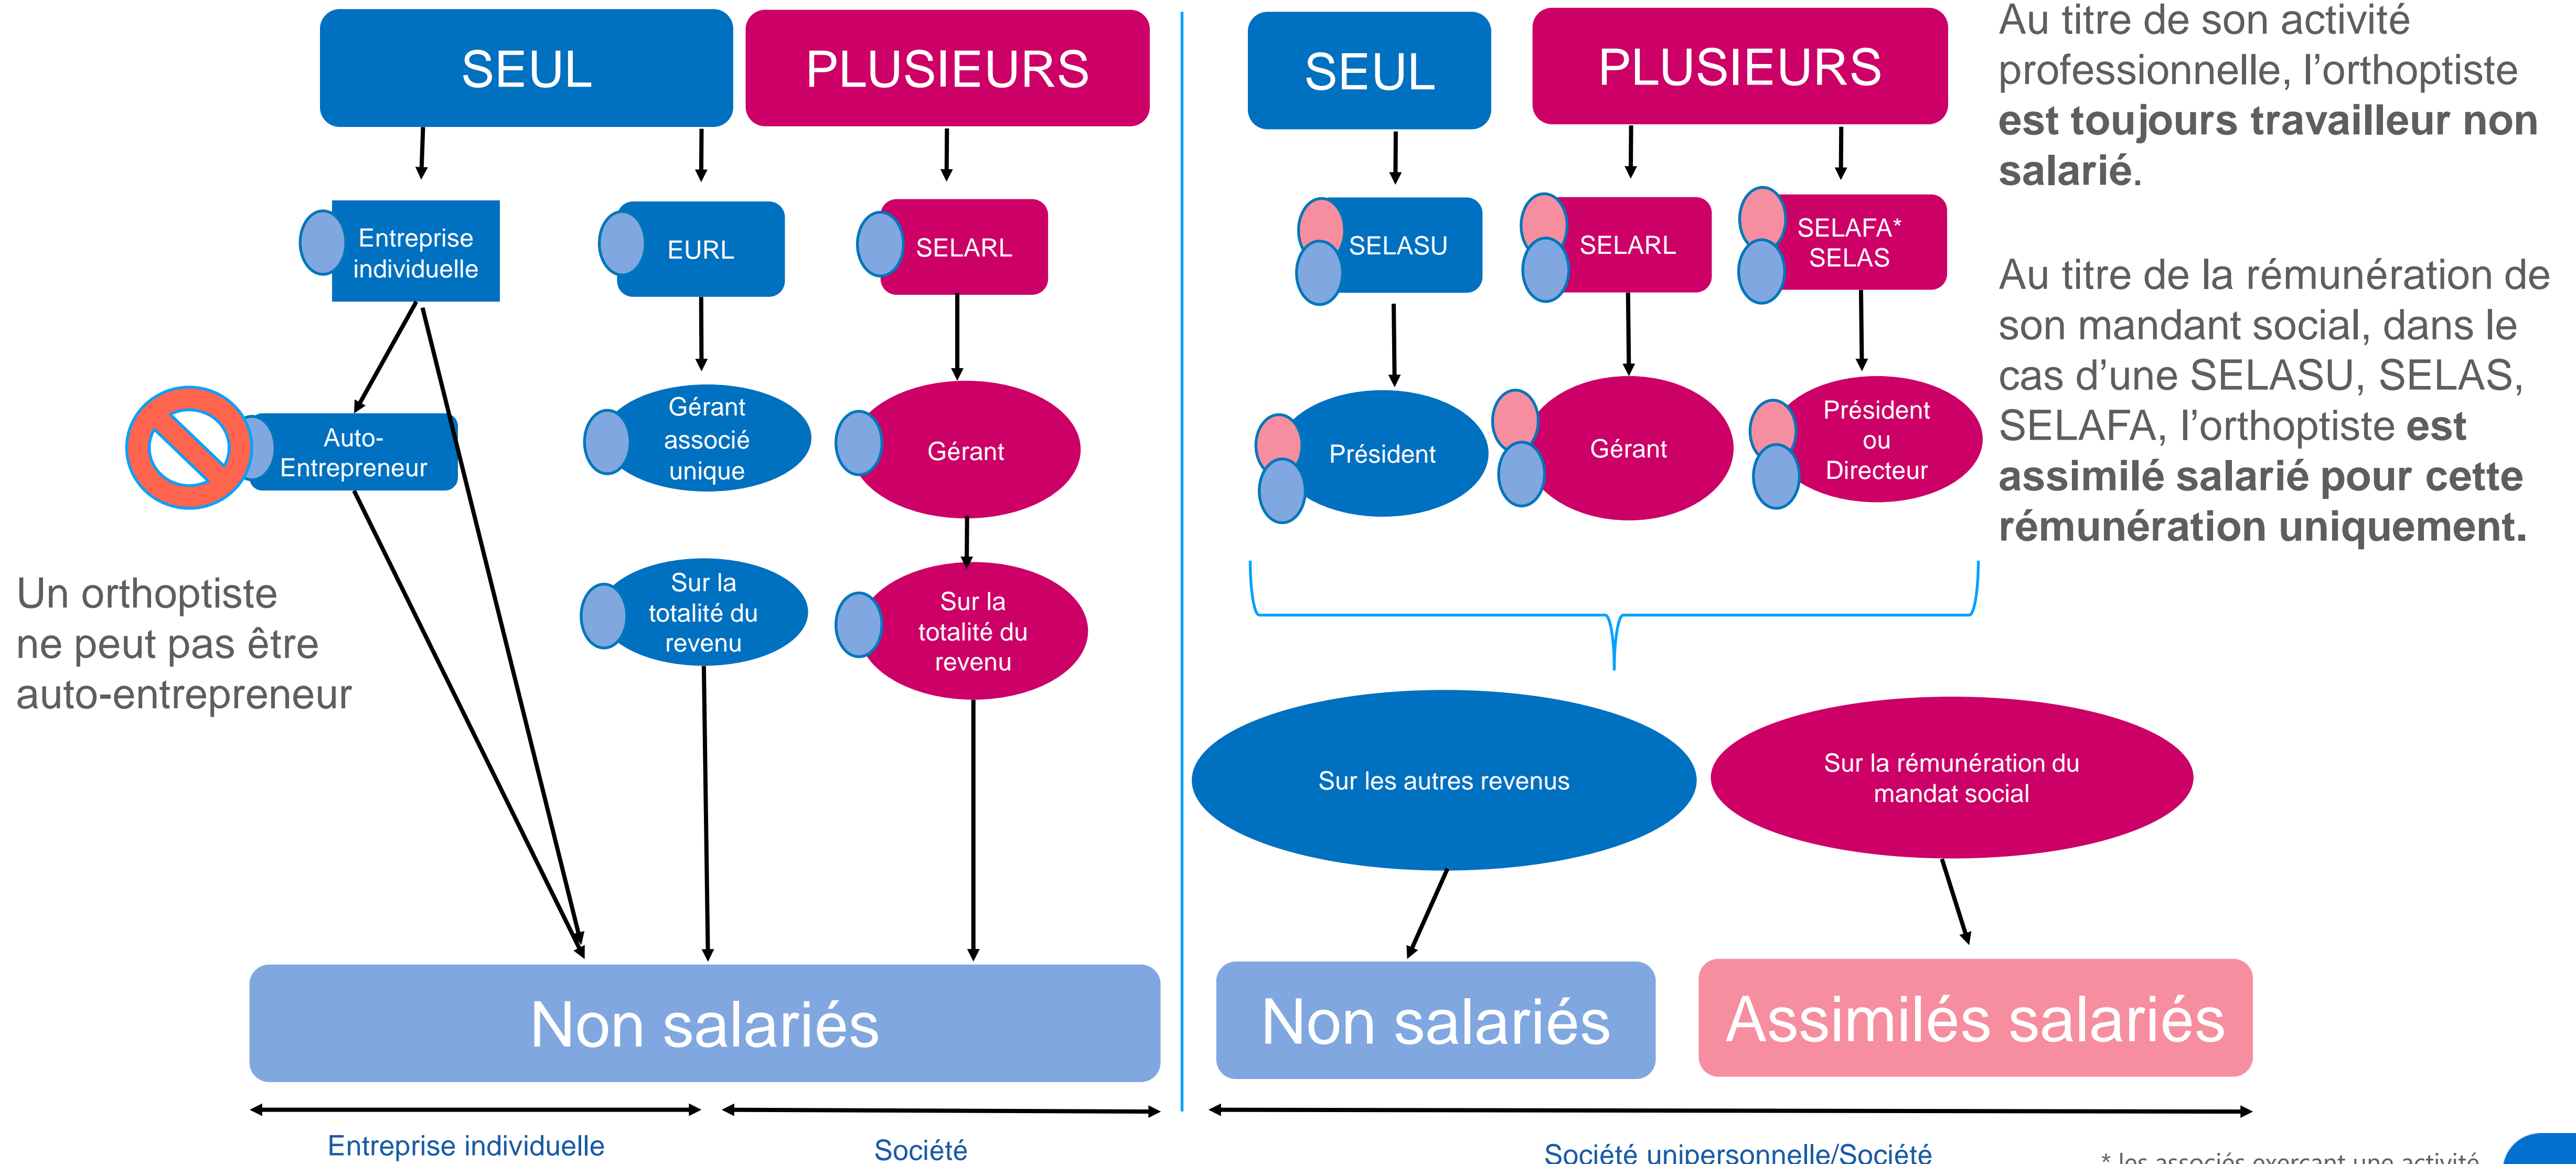 SEUL
PLUSIEURS
Entreprise
individuelle
EURL
SELARL
Auto-
Entrepreneur
Gérant
associé
unique
Gérant
Un orthoptiste
ne peut pas être
auto-entrepreneur
Sur la
totalité du
revenu
Sur la
totalité du
revenu
Non salariés
Entreprise individuelle
Société
SEUL
PLUSIEURS
SELASU
SELARL
SELAFA*
SELAS
Président
Gérant
Président
ou
Directeur
Sur les autres revenus
Sur la rémunération du
mandat social
Non salariés
Assimilés salariés
Société unipersonnelle/Société
Au titre de son activité
professionnelle, l’orthoptiste
est toujours travailleur non
salarié.
Au titre de la rémunération de
son mandant social, dans le
cas d’une SELASU, SELAS,
SELAFA, l’orthoptiste est
assimilé salarié pour cette
rémunération uniquement.
* les associés exerçant une activité